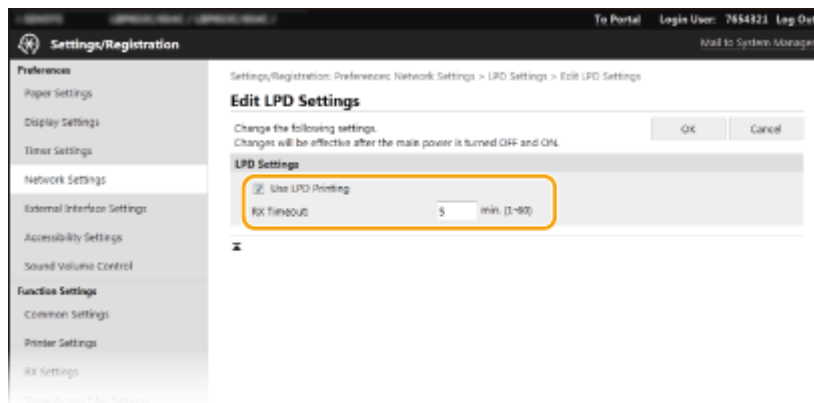 To Portal Login User: 7654321 Log Out
Settings/Registration
Mail to System Manager
Preferences
Paper Settings
Display Settings
Timer Settings
Network Settings
External Interface Settings
Accessibility Settings
Sound Volume Control
Function Settings
Common Settings
Printer Settings
RX Settings
Settings/Registration: Preferences: Network Settings > LPD Settings > Edit LPD Settings
Edit LPD Settings
Change the following settings.
Changes will be effective after the main power is turned OFF and ON.
OK Cancel
LPD Settings
Use LPD Printing
RX Timeout: 5 min. (1-60)